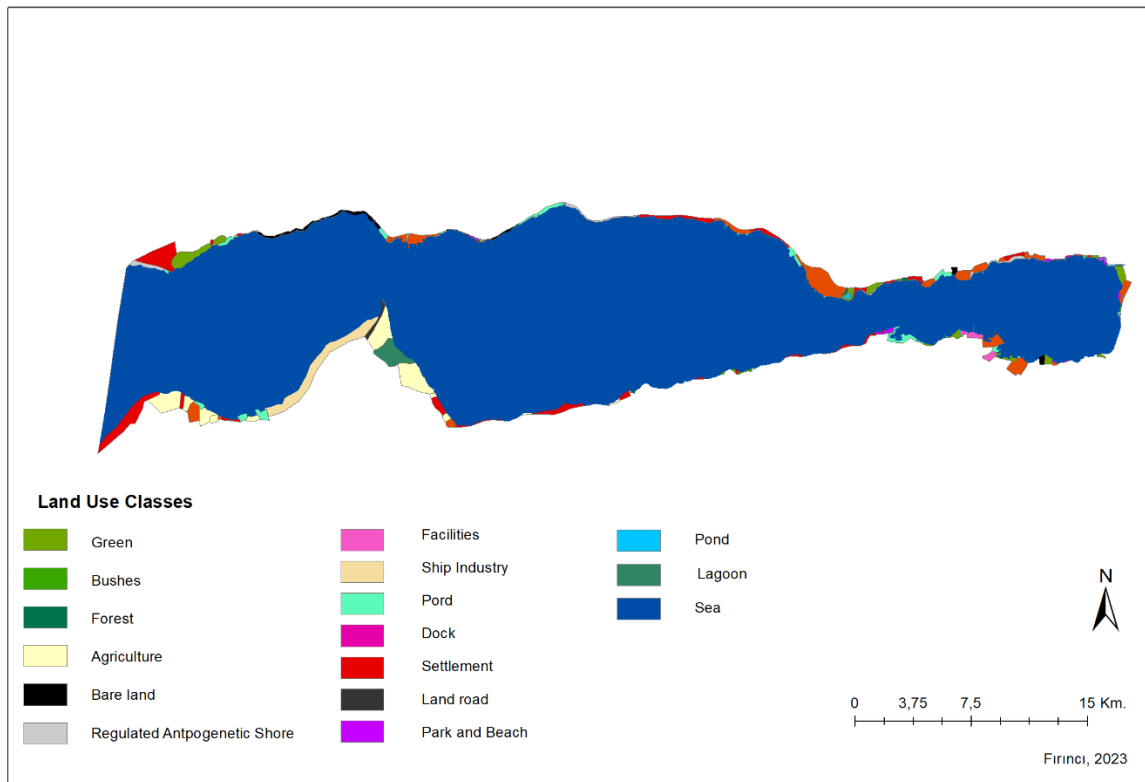 Land Use Classes
Green
Bushes
Forest
Agriculture
Bare land
Regulated Antpogenetic Shore
Facilities
Ship Industry
Pord
Dock
Settlement
Land road
Park and Beach
Pond
Lagoon
Sea
N
0 3,75 7,5 15 Km.
Fırıncı, 2023